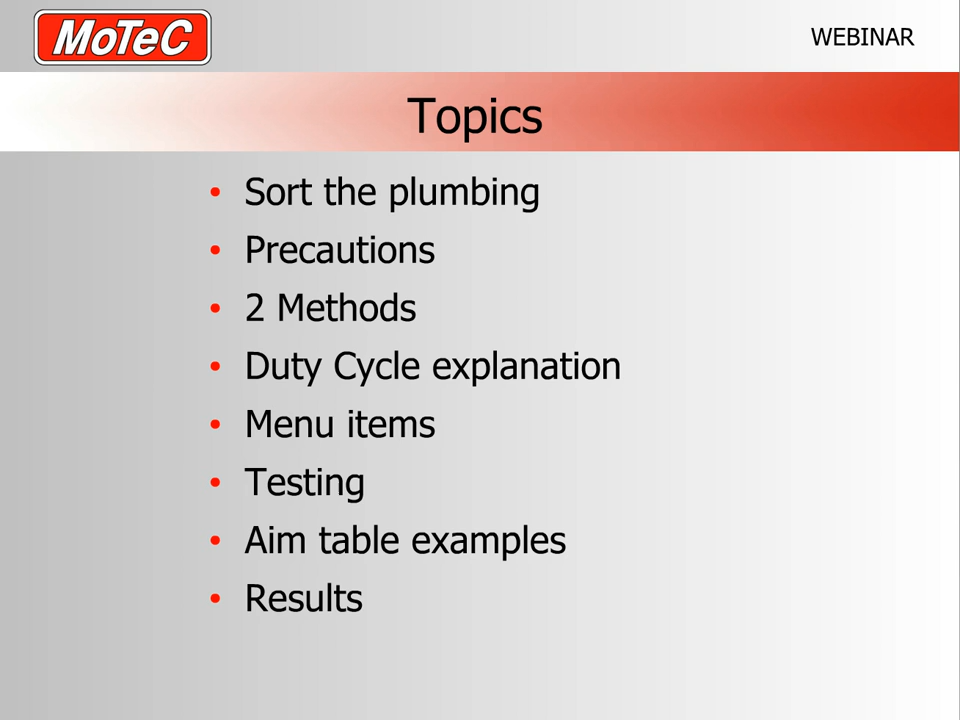 MoTeC
WEBINAR
Topics
• Sort the plumbing
• Precautions
• 2 Methods
• Duty Cycle explanation
• Menu items
• Testing
• Aim table examples
• Results